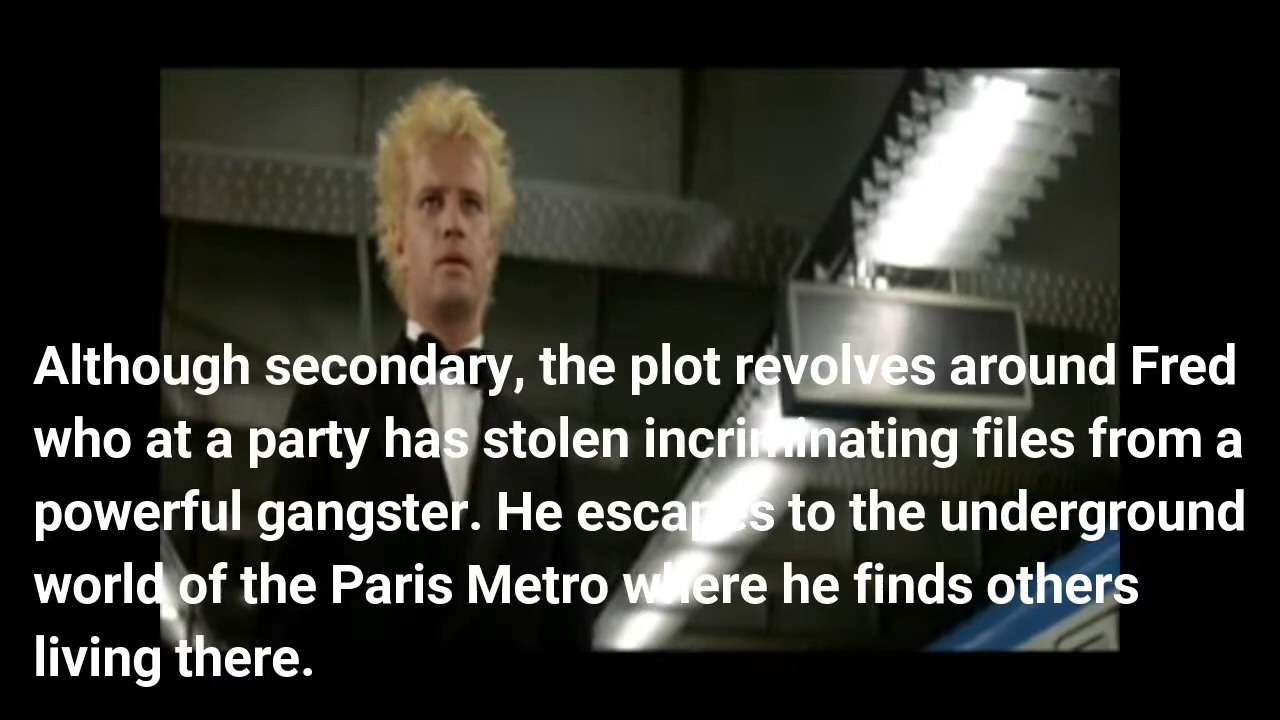 Although secondary, the plot revolves around Fred
who at a party has stolen incriminating files from a
powerful gangster. He escapes to the underground
world of the Paris Metro where he finds others
living there.